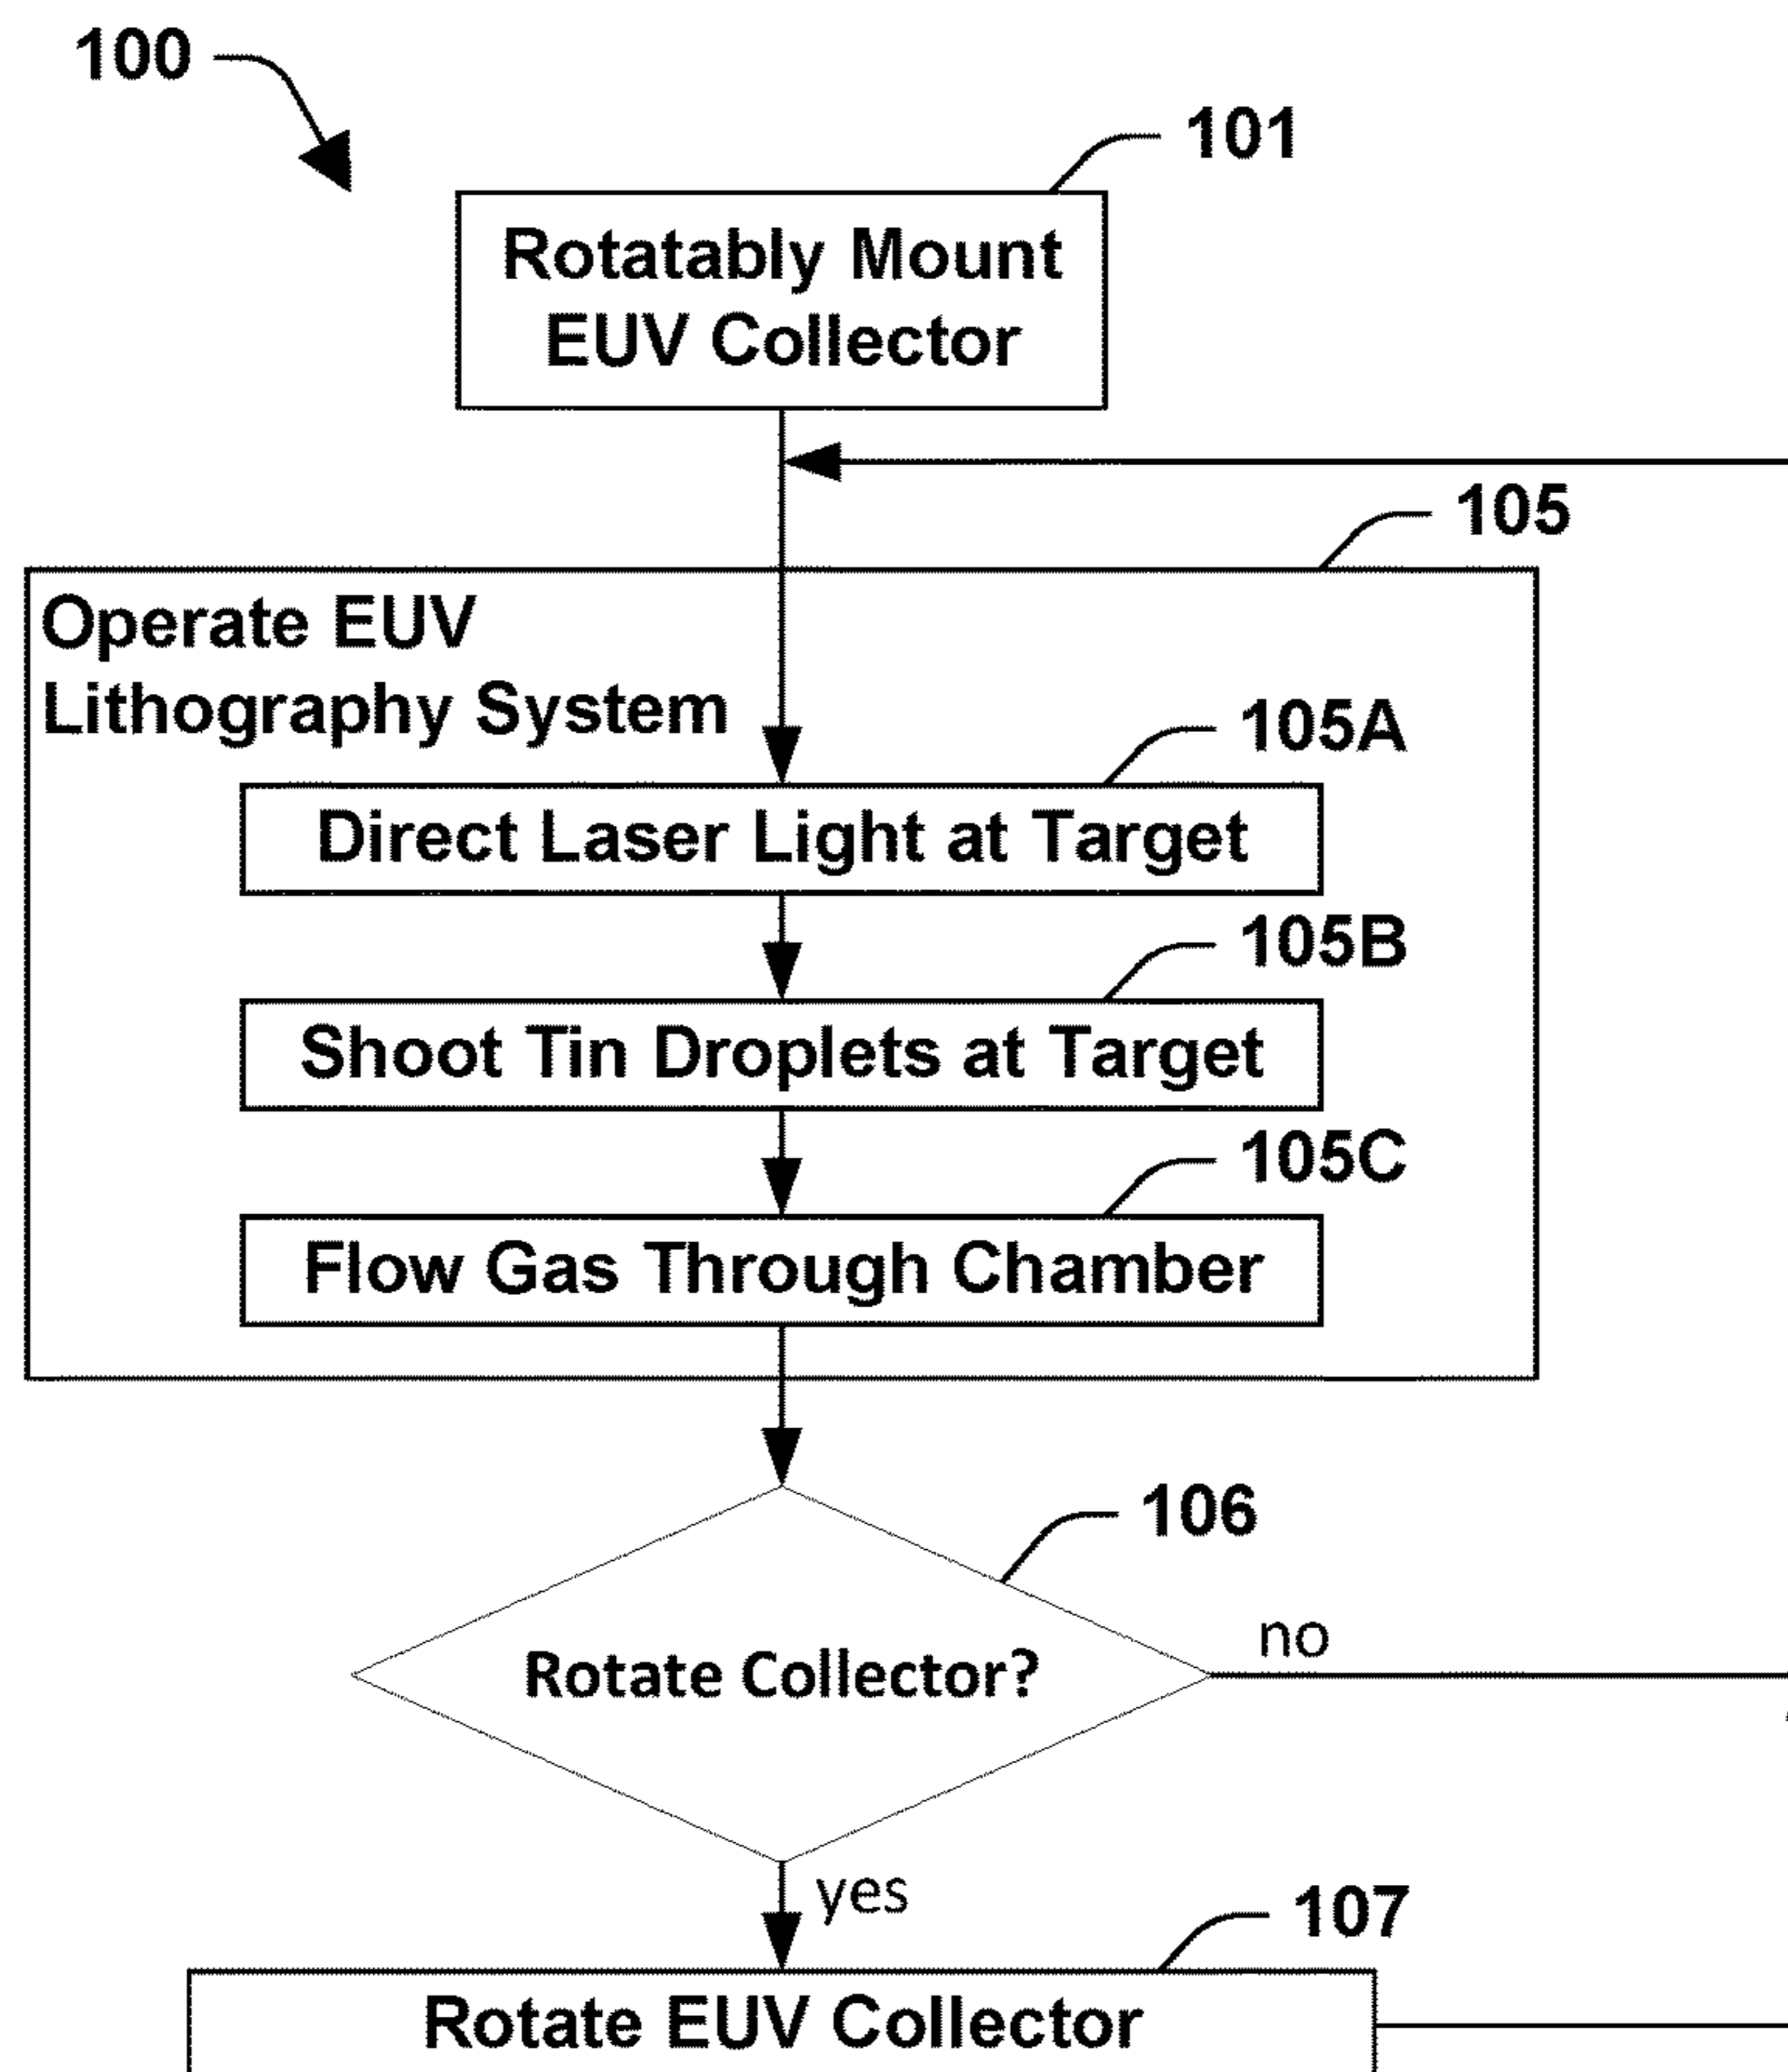 100
101
Rotatably Mount
EUV Collector
105
Operate EUV
Lithography System
105A
Direct Laser Light at Target
105B
Shoot Tin Droplets at Target
105C
Flow Gas Through Chamber
106
Rotate Collector?
no
yes
107
Rotate EUV Collector